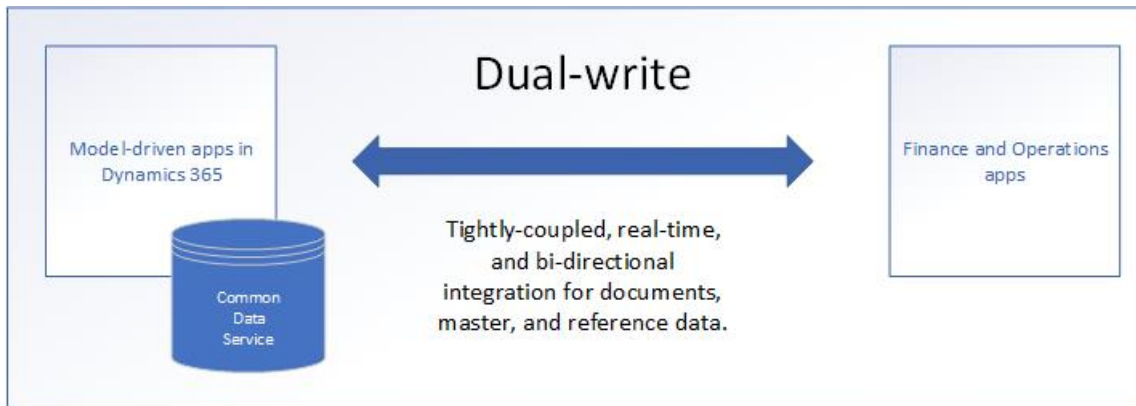 Dual-write
Model-driven apps in
Dynamics 365
Common
Data
Service
Tightly-coupled, real-time,
and bi-directional
integration for documents,
master, and reference data.
Finance and Operations
apps